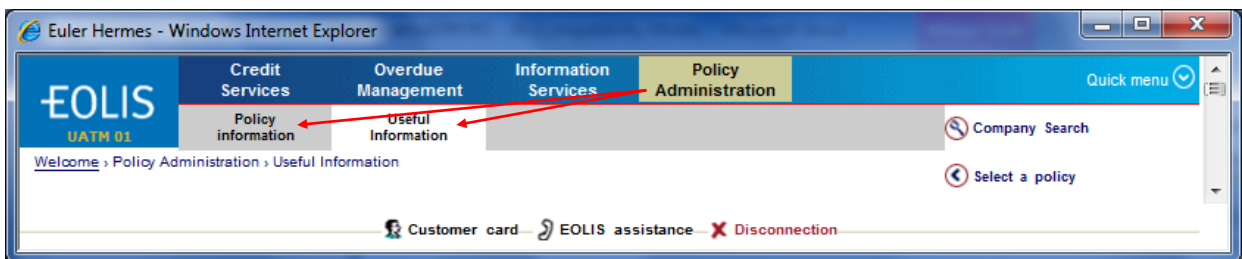 Euler Hermes - Windows Internet Explorer
EOLIS
UATM 01
Credit Services
Overdue Management
Information Services
Policy Administration
Quick menu
Policy information
Useful Information
Company Search
Welcome › Policy Administration › Useful Information
Select a policy
Customer card
EOLIS assistance
Disconnection